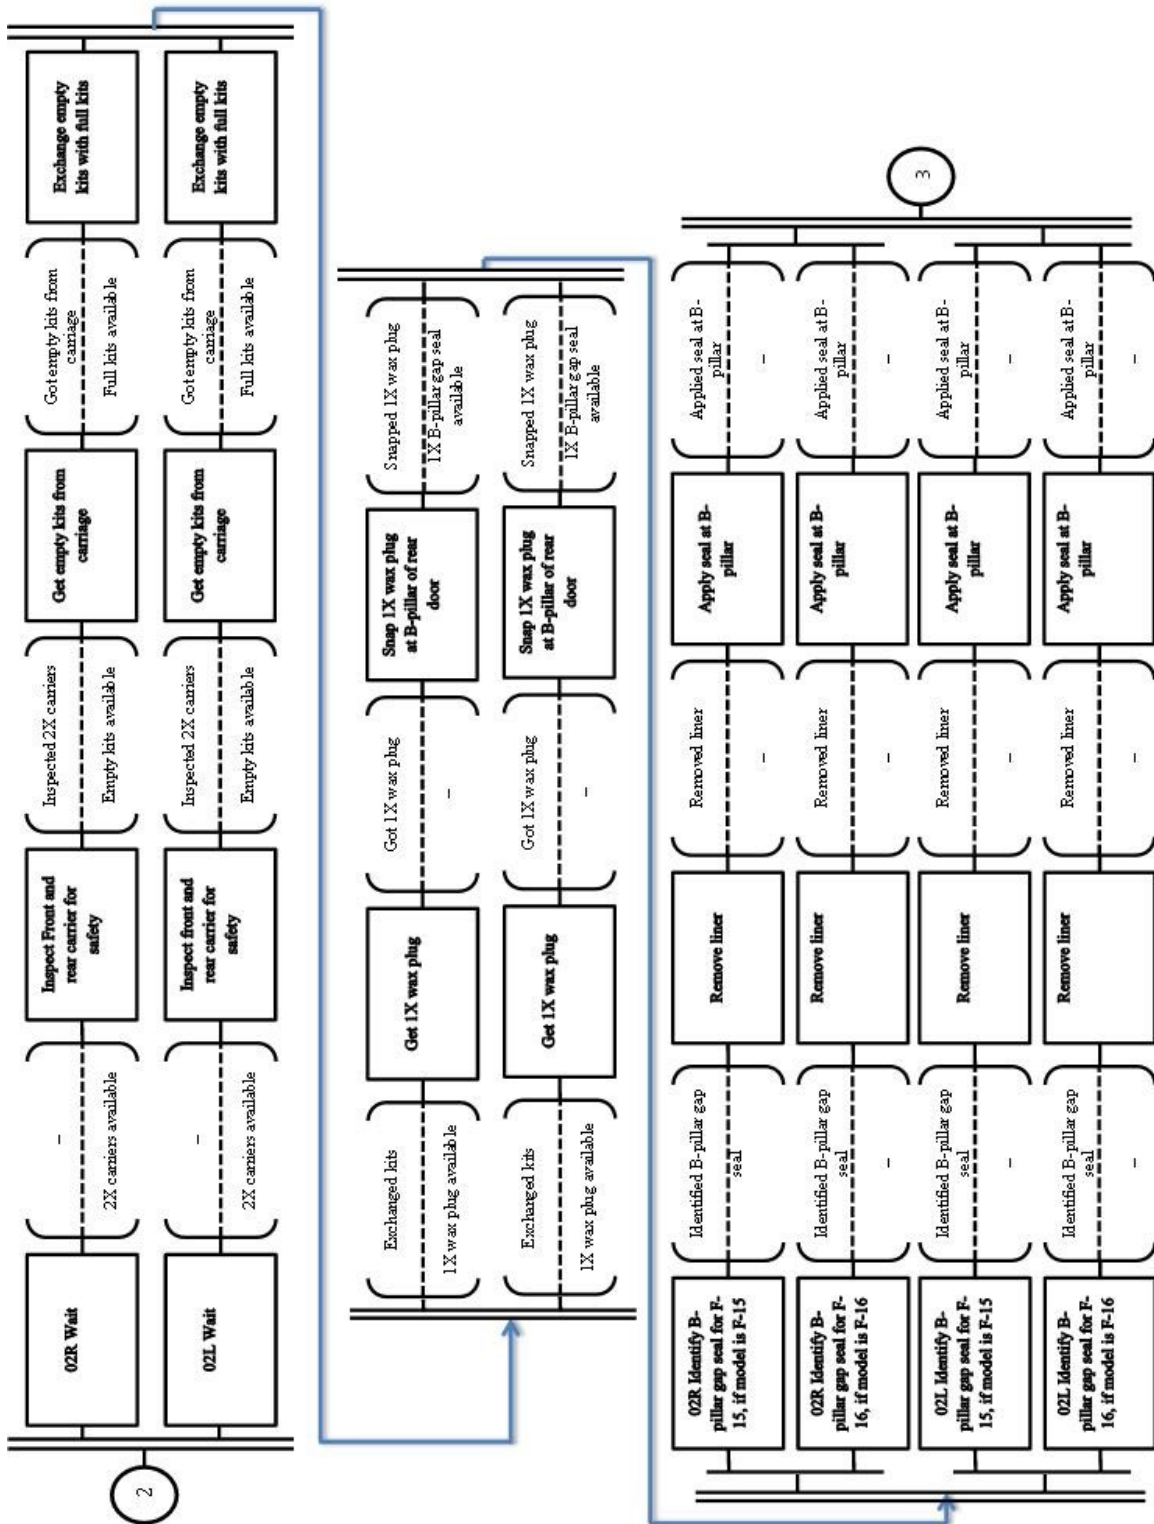 2
02R Wait
–
2X carriers available
Inspect Front and
rear carrier for
safety
Inspected 2X carriers
Empty kits available
Get empty kits from
carriage
Got empty kits from
carriage
Full kits available
Exchange empty
kits with full kits
02L Wait
–
2X carriers available
Inspect front and
rear carrier for
safety
Inspected 2X carriers
Empty kits available
Get empty kits from
carriage
Got empty kits from
carriage
Full kits available
Exchange empty
kits with full kits
Exchanged kits
1X wax plug available
Get 1X wax plug
Got 1X wax plug
–
Snap 1X wax plug
at B-pillar of rear
door
Snapped 1X wax plug
1X B-pillar gap seal
available
Exchanged kits
1X wax plug available
Get 1X wax plug
Got 1X wax plug
–
Snap 1X wax plug
at B-pillar of rear
door
Snapped 1X wax plug
1X B-pillar gap seal
available
02R Identify B-
pillar gap seal for F-
15, if model is F-15
Identified B-pillar gap
seal
–
Remove liner
Removed liner
–
Apply seal at B-
pillar
Applied seal at B-
pillar
–
02R Identify B-
pillar gap seal for F-
16, if model is F-16
Identified B-pillar gap
seal
–
Remove liner
Removed liner
–
Apply seal at B-
pillar
Applied seal at B-
pillar
–
02L Identify B-
pillar gap seal for F-
15, if model is F-15
Identified B-pillar gap
seal
–
Remove liner
Removed liner
–
Apply seal at B-
pillar
Applied seal at B-
pillar
–
02L Identify B-
pillar gap seal for F-
16, if model is F-16
Identified B-pillar gap
seal
–
Remove liner
Removed liner
–
Apply seal at B-
pillar
Applied seal at B-
pillar
–
3